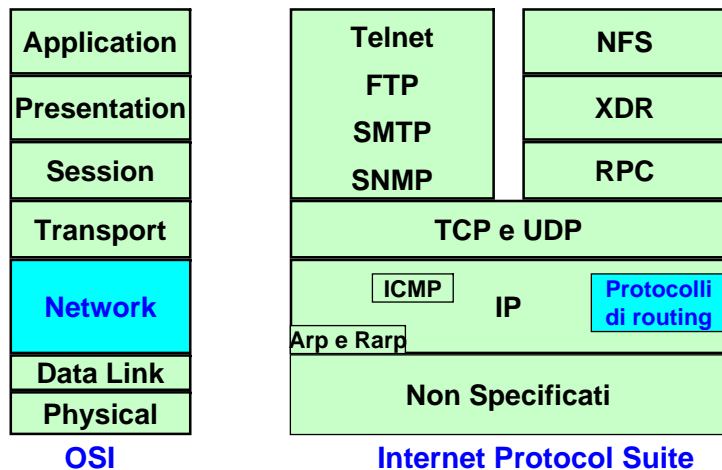 Application
Presentation
Session
Transport
Network
Data Link
Physical
OSI
Telnet
FTP
SMTP
SNMP
NFS
XDR
RPC
TCP e UDP
ICMP
IP
Protocolli
di routing
Arp e Rarp
Non Specificati
Internet Protocol Suite